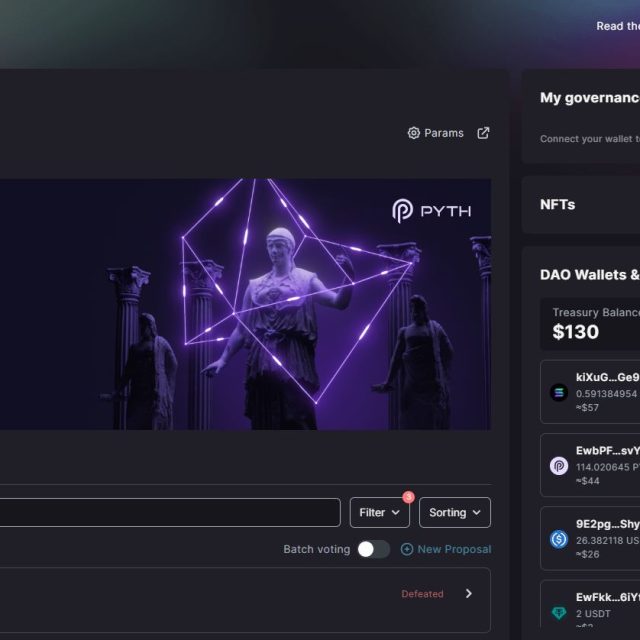 Read the
My governanc
Params
Connect your wallet t
PYTH
NFTs
DAO Wallets &
Treasury Balance
$130
kiXuG...Ge9
0.591384954
≈$57
EwbPF...svY
114.020645 P
≈$44
9E2pg...Shy
26.382118 US
≈$26
EwFkk...6iY
2 USDT
≈$2
3
Filter
Sorting
Batch voting
New Proposal
Defeated